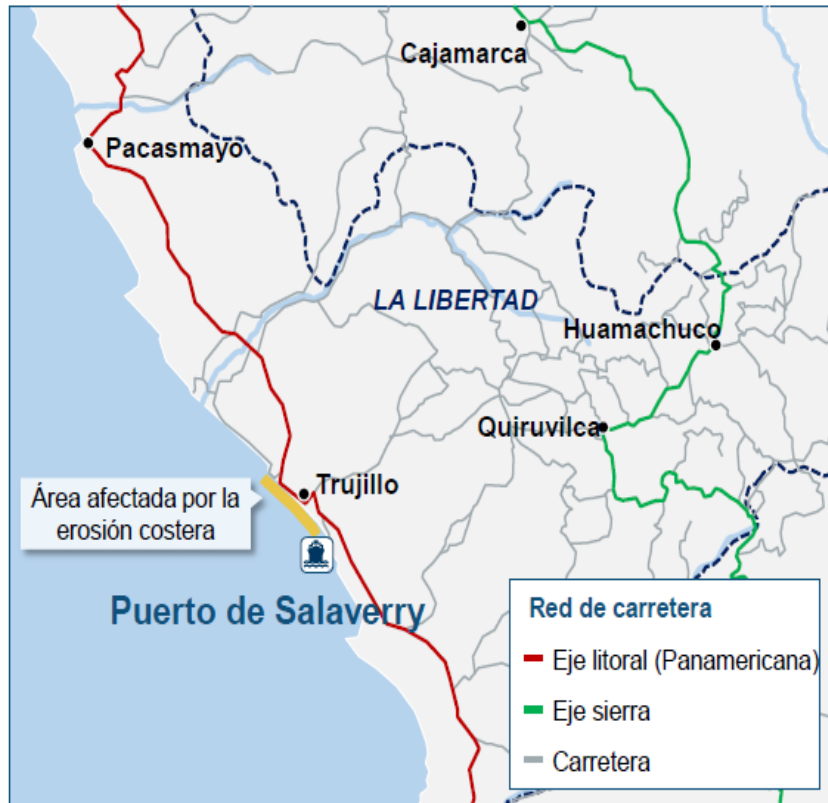 Cajamarca
Pacasmayo
LA LIBERTAD
Huamachuco
Quiruvilca
Trujillo
Área afectada por la
erosión costera
Puerto de Salaverry
Red de carretera
Eje litoral (Panamericana)
Eje sierra
Carretera